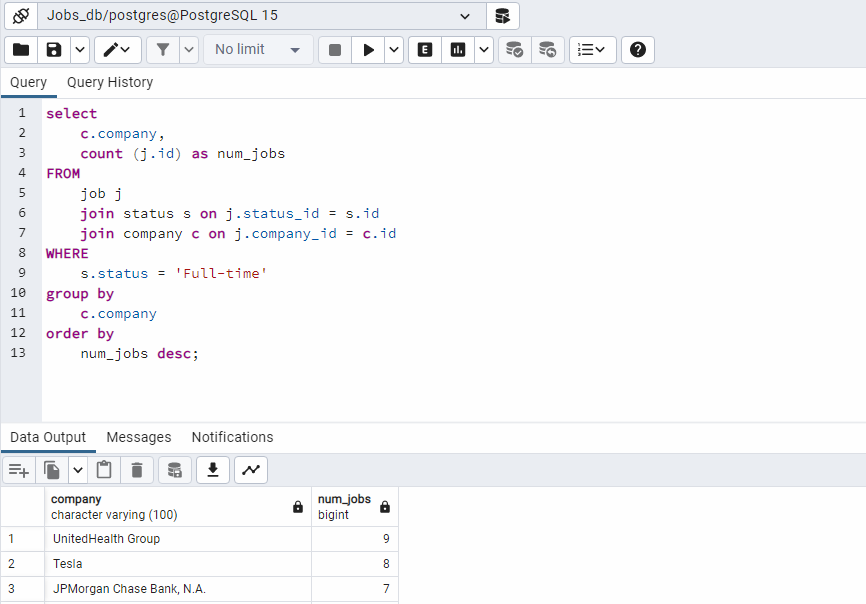 Jobs_db/postgres@PostgreSQL 15
No limit
E
Query Query History
1 select
2 c.company,
3 count (j.id) as num_jobs
4 FROM
5 job j
6 join status s on j.status_id = s.id
7 join company c on j.company_id = c.id
8 WHERE
9 s.status = 'Full-time'
10 group by
11 c.company
12 order by
13 num_jobs desc;
Data Output Messages Notifications
company num_jobs
character varying (100) bigint
1 UnitedHealth Group 9
2 Tesla 8
3 JPMorgan Chase Bank, N.A. 7